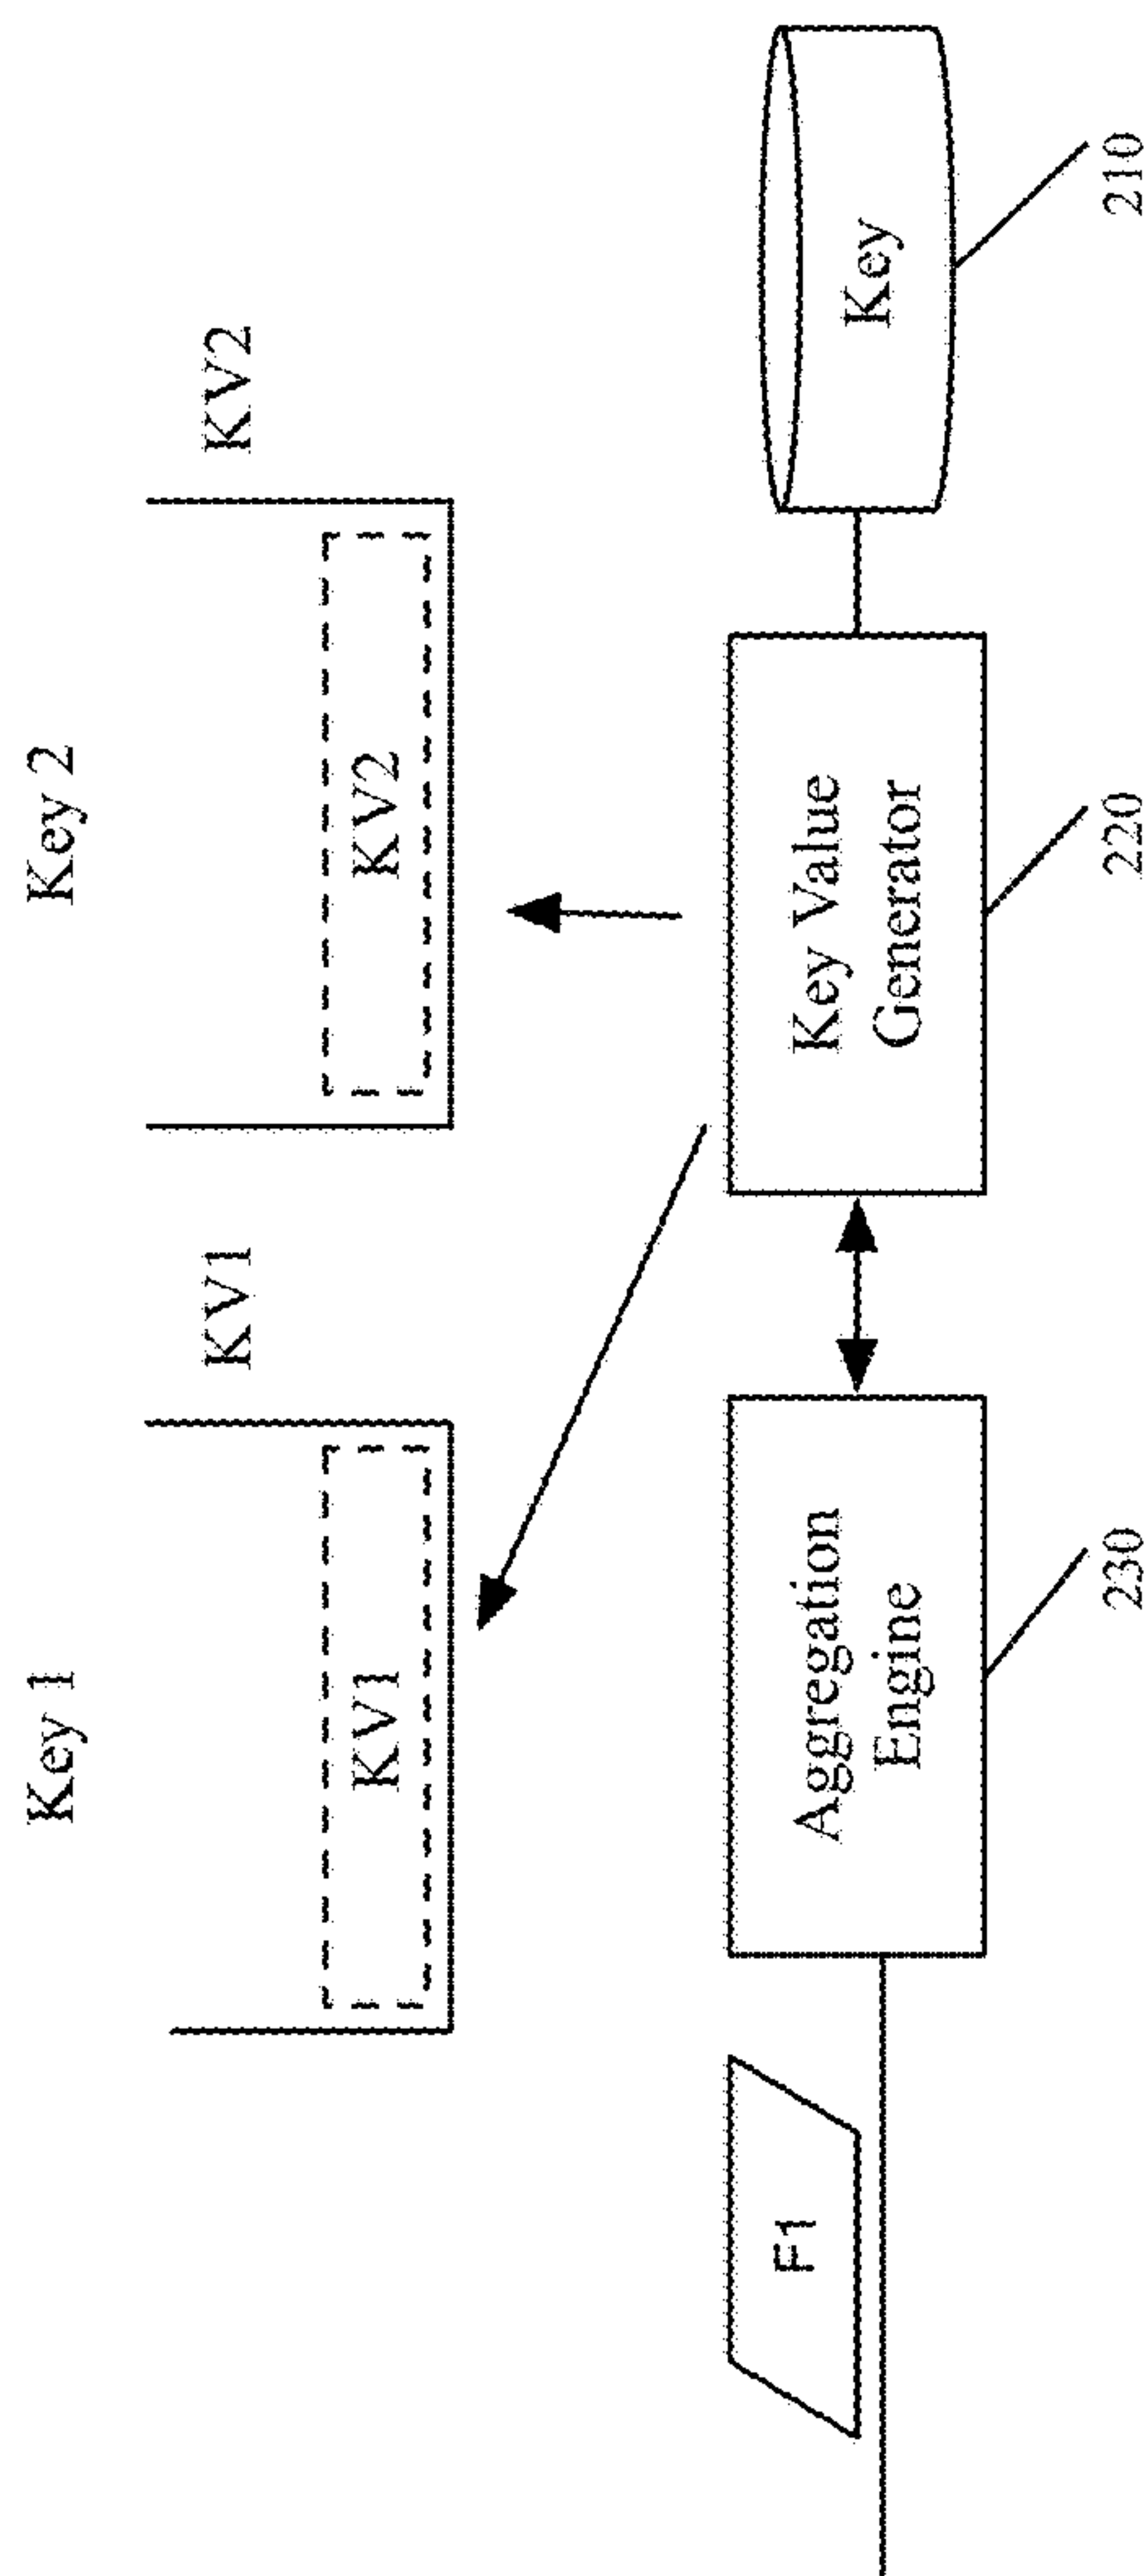 Key 1
Key 2
KV1
KV2
KV1
KV2
F1
Aggregation
Engine
Key Value
Generator
Key
230
220
210